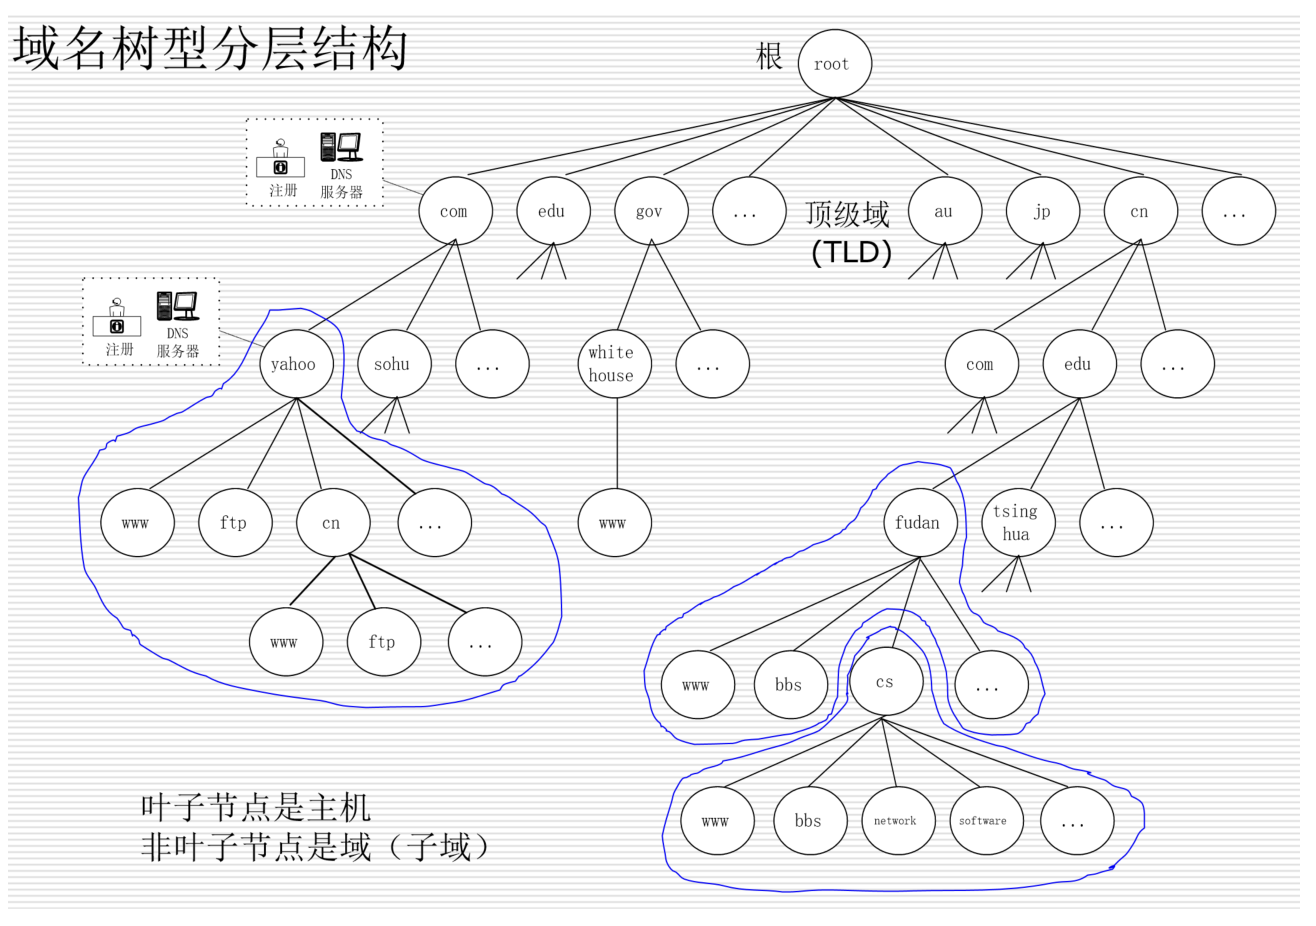 域名树型分层结构
根
root
注册
DNS
服务器
com
edu
gov
...
顶级域
(TLD)
au
jp
cn
...
注册
DNS
服务器
yahoo
sohu
...
white
house
...
com
edu
...
www
ftp
cn
...
www
fudan
tsing
hua
...
www
ftp
...
www
bbs
cs
...
叶子节点是主机
非叶子节点是域（子域）
www
bbs
network
software
...